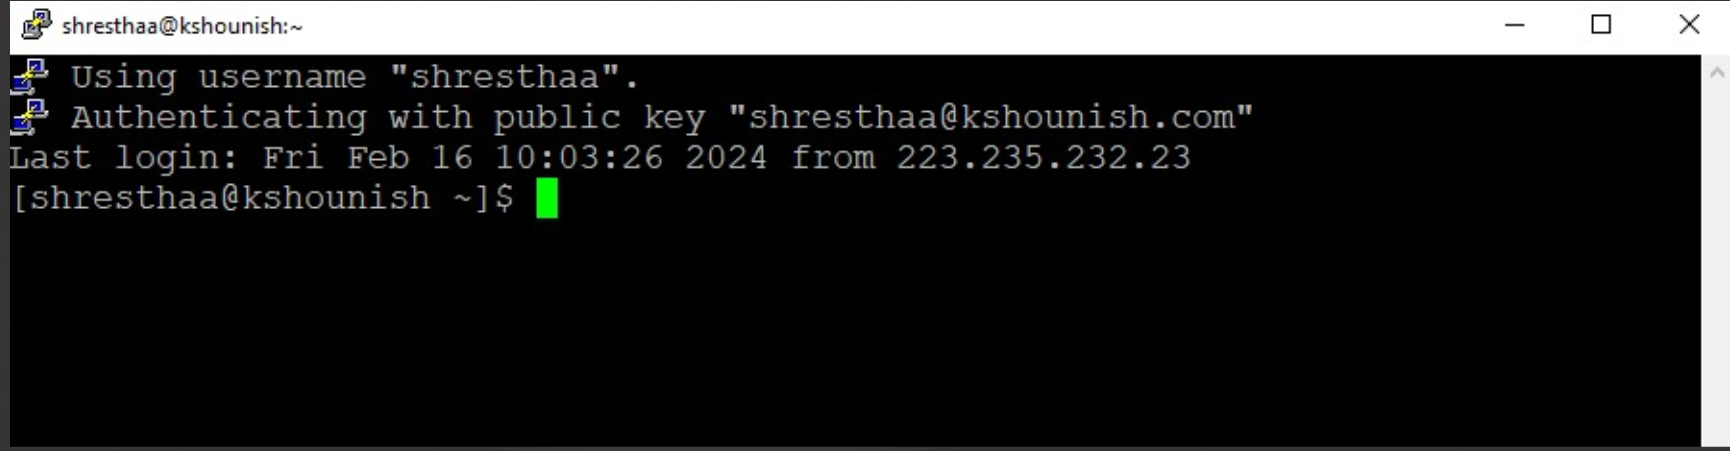 shresthaa@kshounish:~
Using username "shresthaa".
Authenticating with public key "shresthaa@kshounish.com"
Last login: Fri Feb 16 10:03:26 2024 from 223.235.232.23
[shresthaa@kshounish ~]$